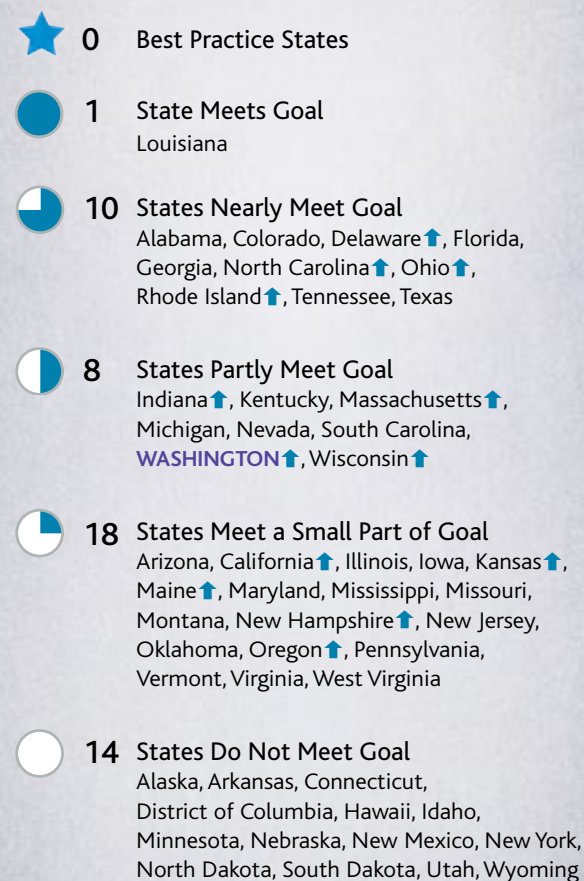 0 Best Practice States
1 State Meets Goal
Louisiana
10 States Nearly Meet Goal
Alabama, Colorado, Delaware⬆, Florida,
Georgia, North Carolina⬆, Ohio⬆,
Rhode Island⬆, Tennessee, Texas
8 States Partly Meet Goal
Indiana⬆, Kentucky, Massachusetts⬆,
Michigan, Nevada, South Carolina,
WASHINGTON⬆, Wisconsin⬆
18 States Meet a Small Part of Goal
Arizona, California⬆, Illinois, Iowa, Kansas⬆,
Maine⬆, Maryland, Mississippi, Missouri,
Montana, New Hampshire⬆, New Jersey,
Oklahoma, Oregon⬆, Pennsylvania,
Vermont, Virginia, West Virginia
14 States Do Not Meet Goal
Alaska, Arkansas, Connecticut,
District of Columbia, Hawaii, Idaho,
Minnesota, Nebraska, New Mexico, New York,
North Dakota, South Dakota, Utah, Wyoming